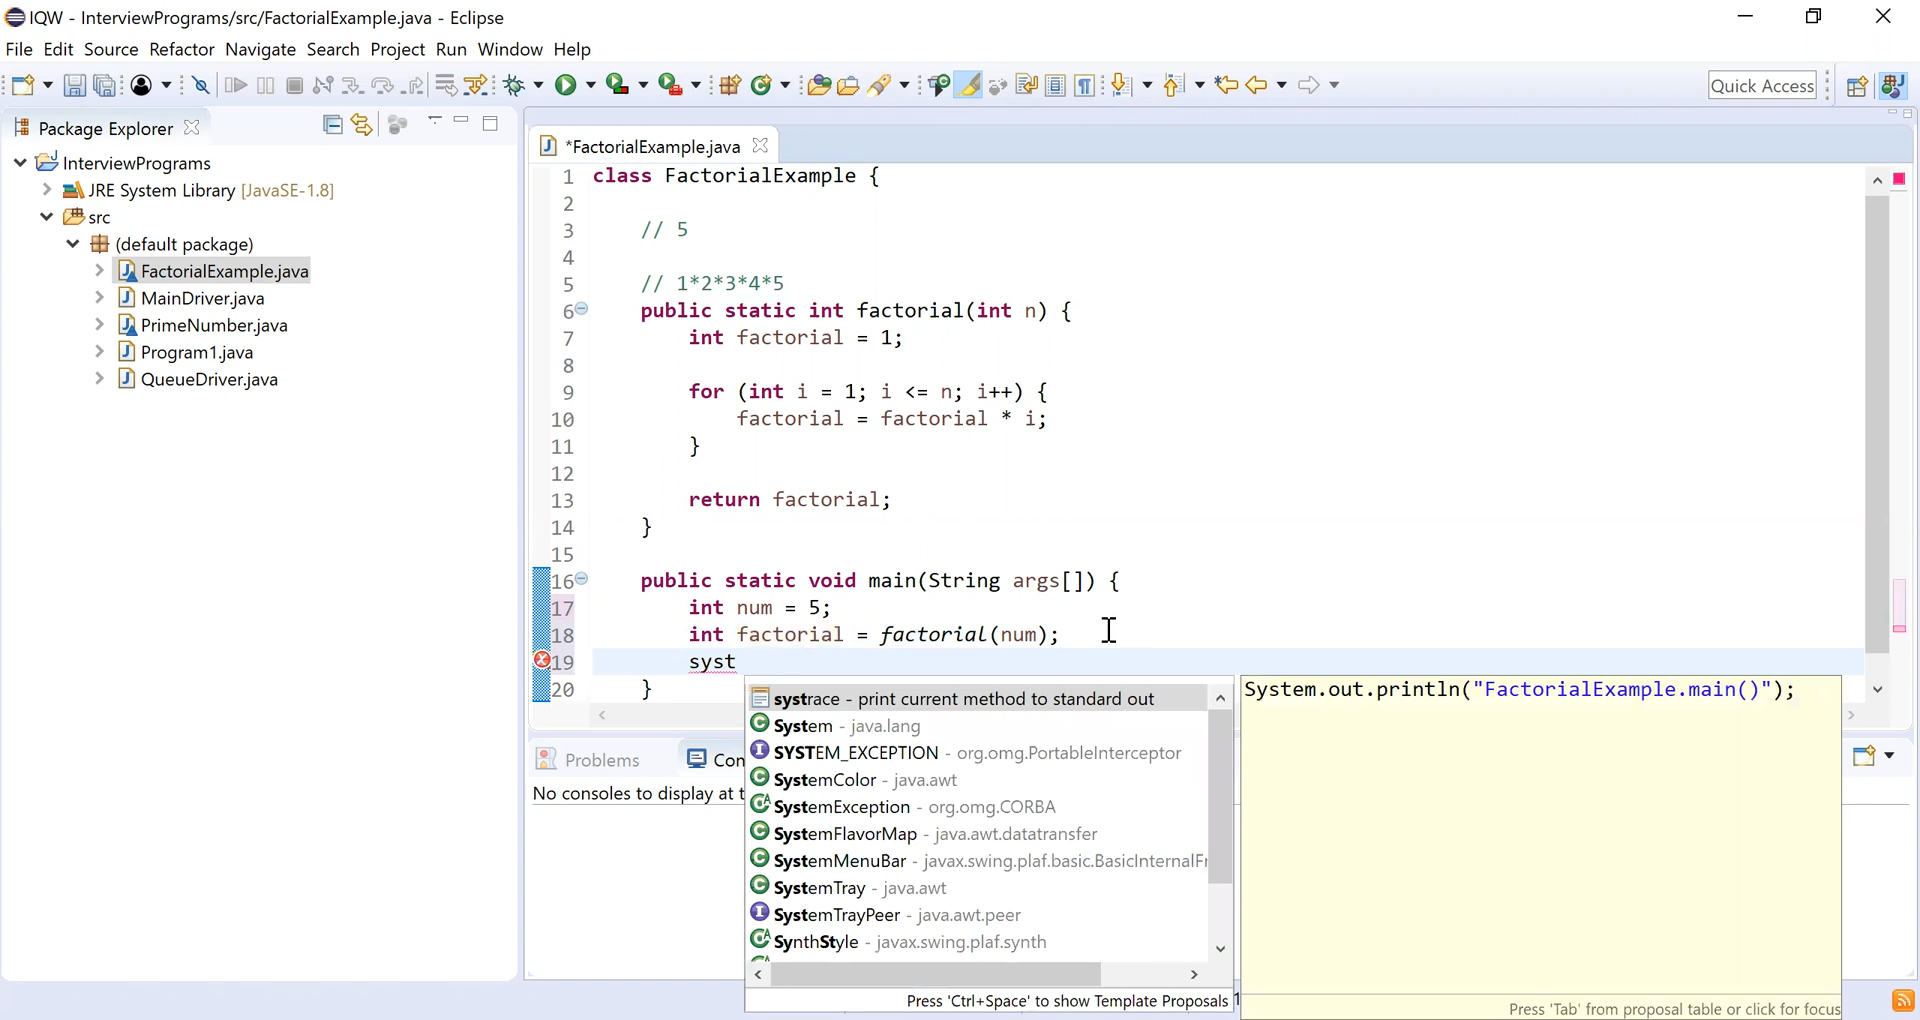 IQW - InterviewPrograms/src/FactorialExample.java - Eclipse
File Edit Source Refactor Navigate Search Project Run Window Help
Quick Access
Package Explorer
InterviewPrograms
JRE System Library [JavaSE-1.8]
src
(default package)
FactorialExample.java
MainDriver.java
PrimeNumber.java
Program1.java
QueueDriver.java
*FactorialExample.java
1 class FactorialExample {
2
3 // 5
4
5 // 1*2*3*4*5
6 public static int factorial(int n) {
7 int factorial = 1;
8
9 for (int i = 1; i <= n; i++) {
10 factorial = factorial * i;
11 }
12
13 return factorial;
14 }
15
16 public static void main(String args[]) {
17 int num = 5;
18 int factorial = factorial(num);
19 syst
20 }
systrace - print current method to standard out
System - java.lang
SYSTEM_EXCEPTION - org.omg.PortableInterceptor
SystemColor - java.awt
SystemException - org.omg.CORBA
SystemFlavorMap - java.awt.datatransfer
SystemMenuBar - javax.swing.plaf.basic.BasicInternalFr
SystemTray - java.awt
SystemTrayPeer - java.awt.peer
SynthStyle - javax.swing.plaf.synth
Press 'Ctrl+Space' to show Template Proposals
System.out.println("FactorialExample.main()");
Press 'Tab' from proposal table or click for focus
Problems
Con
No consoles to display at t